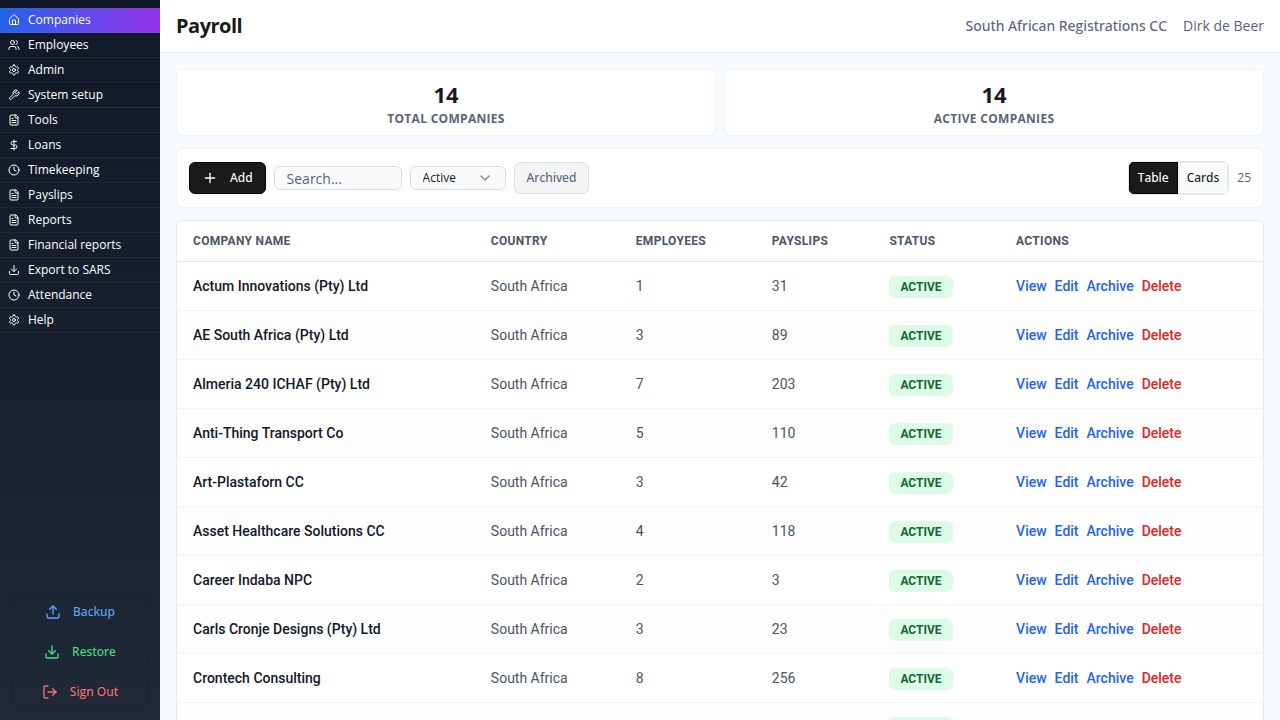 Companies
Employees
Admin
System setup
Tools
Loans
Timekeeping
Payslips
Reports
Financial reports
Export to SARS
Attendance
Help
Backup
Restore
Sign Out
Payroll
South African Registrations CC Dirk de Beer
14
TOTAL COMPANIES
14
ACTIVE COMPANIES
Add Search... Active Archived Table Cards 25
COMPANY NAME COUNTRY EMPLOYEES PAYSLIPS STATUS ACTIONS
Actum Innovations (Pty) Ltd South Africa 1 31 ACTIVE View Edit Archive Delete
AE South Africa (Pty) Ltd South Africa 3 89 ACTIVE View Edit Archive Delete
Almeria 240 ICHAF (Pty) Ltd South Africa 7 203 ACTIVE View Edit Archive Delete
Anti-Thing Transport Co South Africa 5 110 ACTIVE View Edit Archive Delete
Art-Plastaforn CC South Africa 3 42 ACTIVE View Edit Archive Delete
Asset Healthcare Solutions CC South Africa 4 118 ACTIVE View Edit Archive Delete
Career Indaba NPC South Africa 2 3 ACTIVE View Edit Archive Delete
Carls Cronje Designs (Pty) Ltd South Africa 3 23 ACTIVE View Edit Archive Delete
Crontech Consulting South Africa 8 256 ACTIVE View Edit Archive Delete